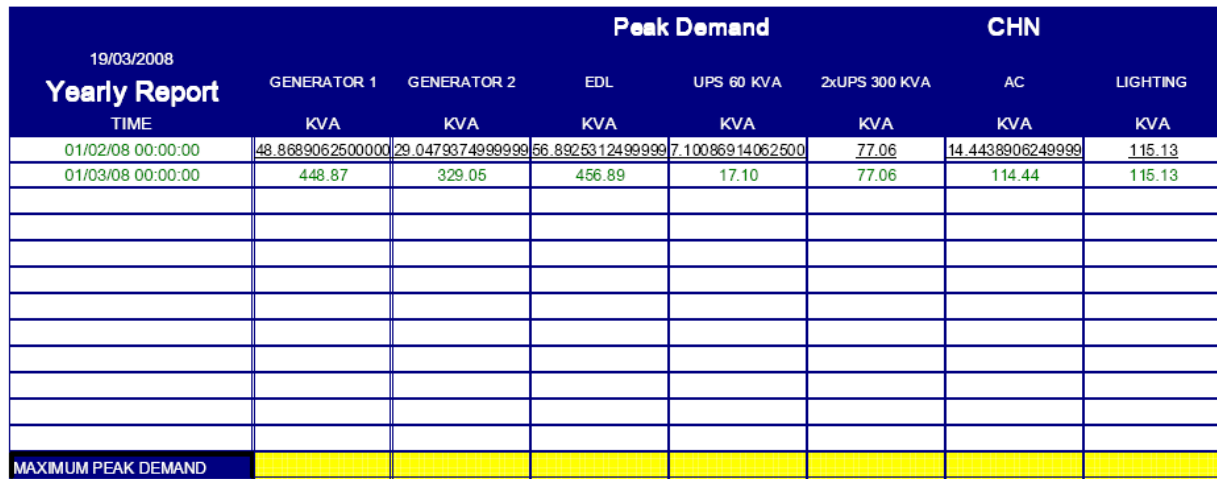 Peak Demand CHN
19/03/2008
Yearly Report GENERATOR 1 GENERATOR 2 EDL UPS 60 KVA 2xUPS 300 KVA AC LIGHTING
TIME KVA KVA KVA KVA KVA KVA KVA
01/02/08 00:00:00 48.8689062500000 29.0479374999999 56.8925312499999 7.10086914062500 77.06 14.4438906249999 115.13
01/03/08 00:00:00 448.87 329.05 456.89 17.10 77.06 114.44 115.13
MAXIMUM PEAK DEMAND